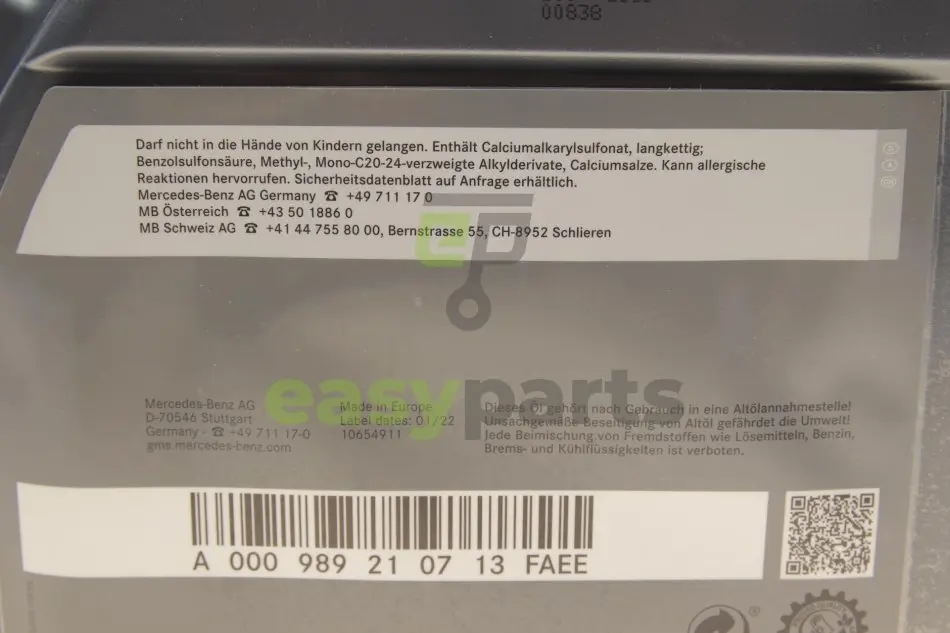 00838
Darf nicht in die Hände von Kindern gelangen. Enthält Calciumalkarylsulfonat, langkettig;
Benzolsulfonsäure, Methyl-, Mono-C20-24-verzweigte Alkylderivate, Calciumsalze. Kann allergische
Reaktionen hervorrufen. Sicherheitsdatenblatt auf Anfrage erhältlich.
Mercedes-Benz AG Germany ☎ +49 711 17 0
MB Österreich ☎ +43 50 1886 0
MB Schweiz AG ☎ +41 44 755 80 00, Bernstrasse 55, CH-8952 Schlieren
D
A
CH
EP
easyparts
Mercedes-Benz AG
D-70546 Stuttgart
Germany - ☎ +49 711 17-0
gms.mercedes-benz.com
Made in Europe
Label dates: 01/22
10654911
Dieses Öl gehört nach Gebrauch in eine Altölannahmestelle!
Unsachgemäße Beseitigung von Altöl gefährdet die Umwelt!
Jede Beimischung von Fremdstoffen wie Lösemitteln, Benzin,
Brems- und Kühlflüssigkeiten ist verboten.
A 000 989 21 07 13 FAEE
®